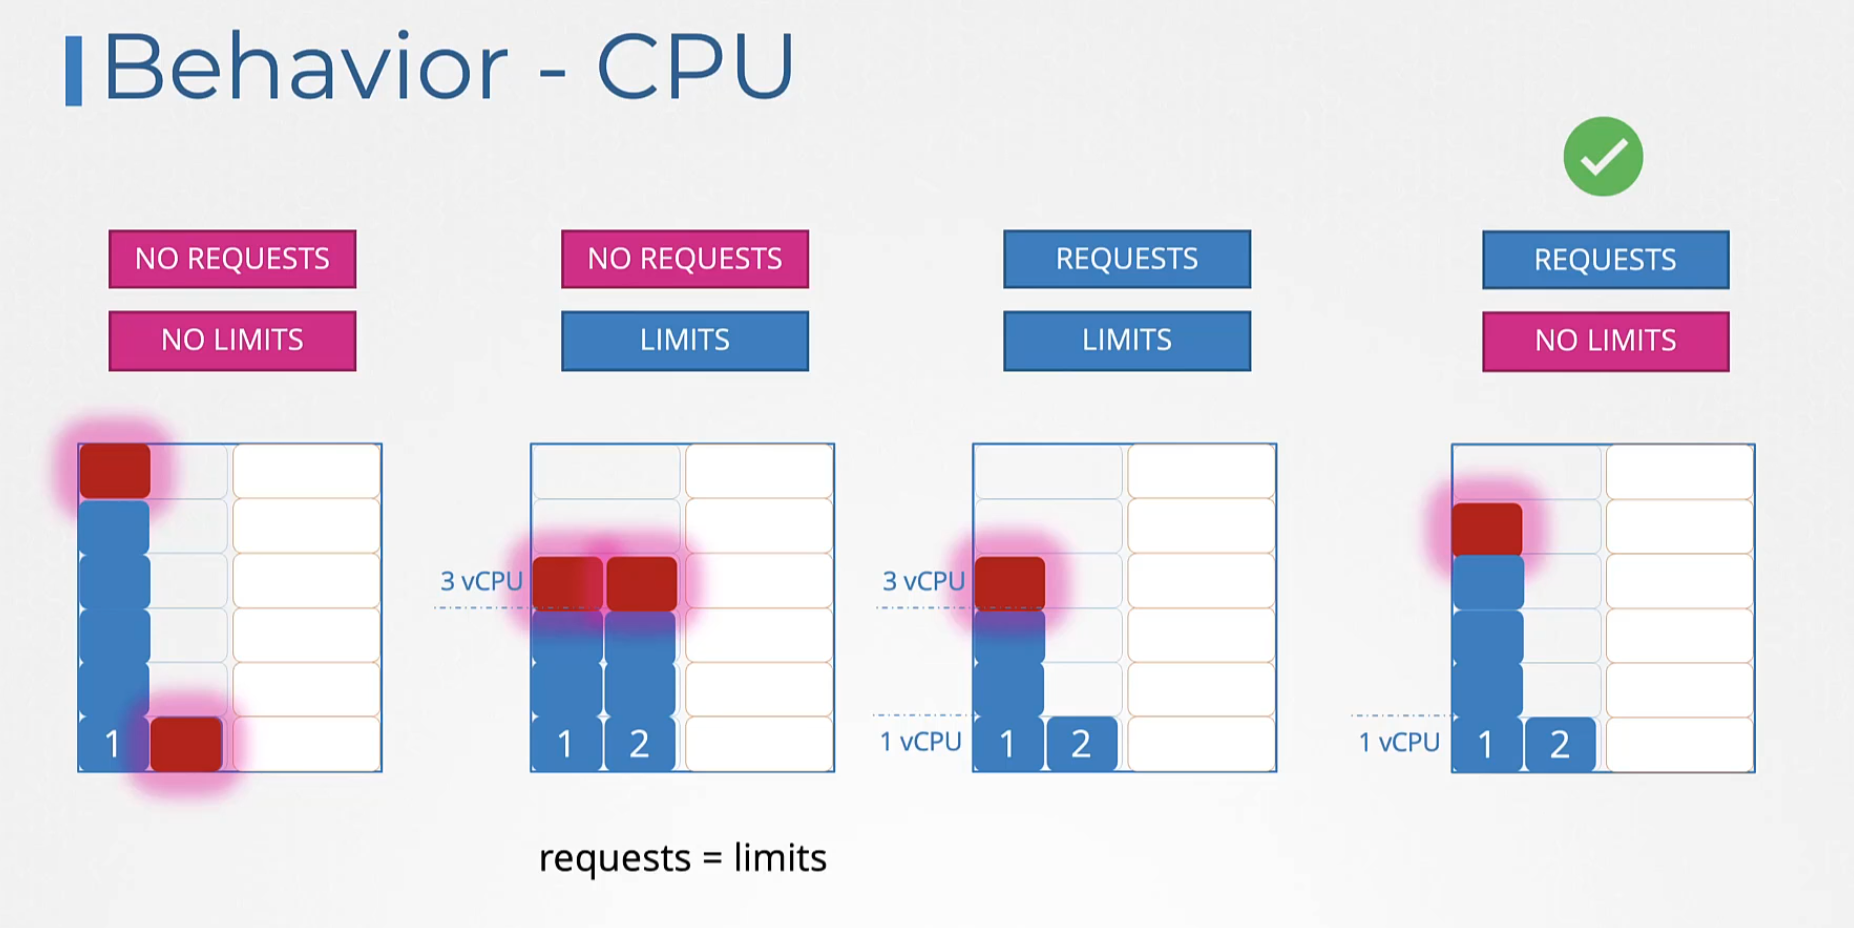 Behavior - CPU
NO REQUESTS
NO LIMITS
1
NO REQUESTS
LIMITS
3 vCPU
1
2
requests = limits
REQUESTS
LIMITS
3 vCPU
1 vCPU
1
2
REQUESTS
NO LIMITS
1 vCPU
1
2